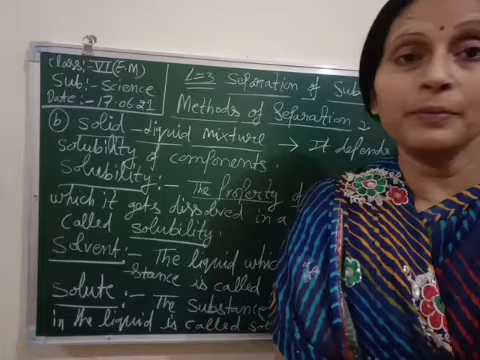 Class:- VI (E.M)
Sub:- Science
Date:- 17.06.21
L=3 Separation of Sub
Methods of Separation
(b) Solid - liquid mixture → It depends
solubility of components.
Solubility:- The Property of
which it gets dissolved in a
called solubility.
Solvent:- The liquid which
-stance is called
Solute:- The substance
in the liquid is called